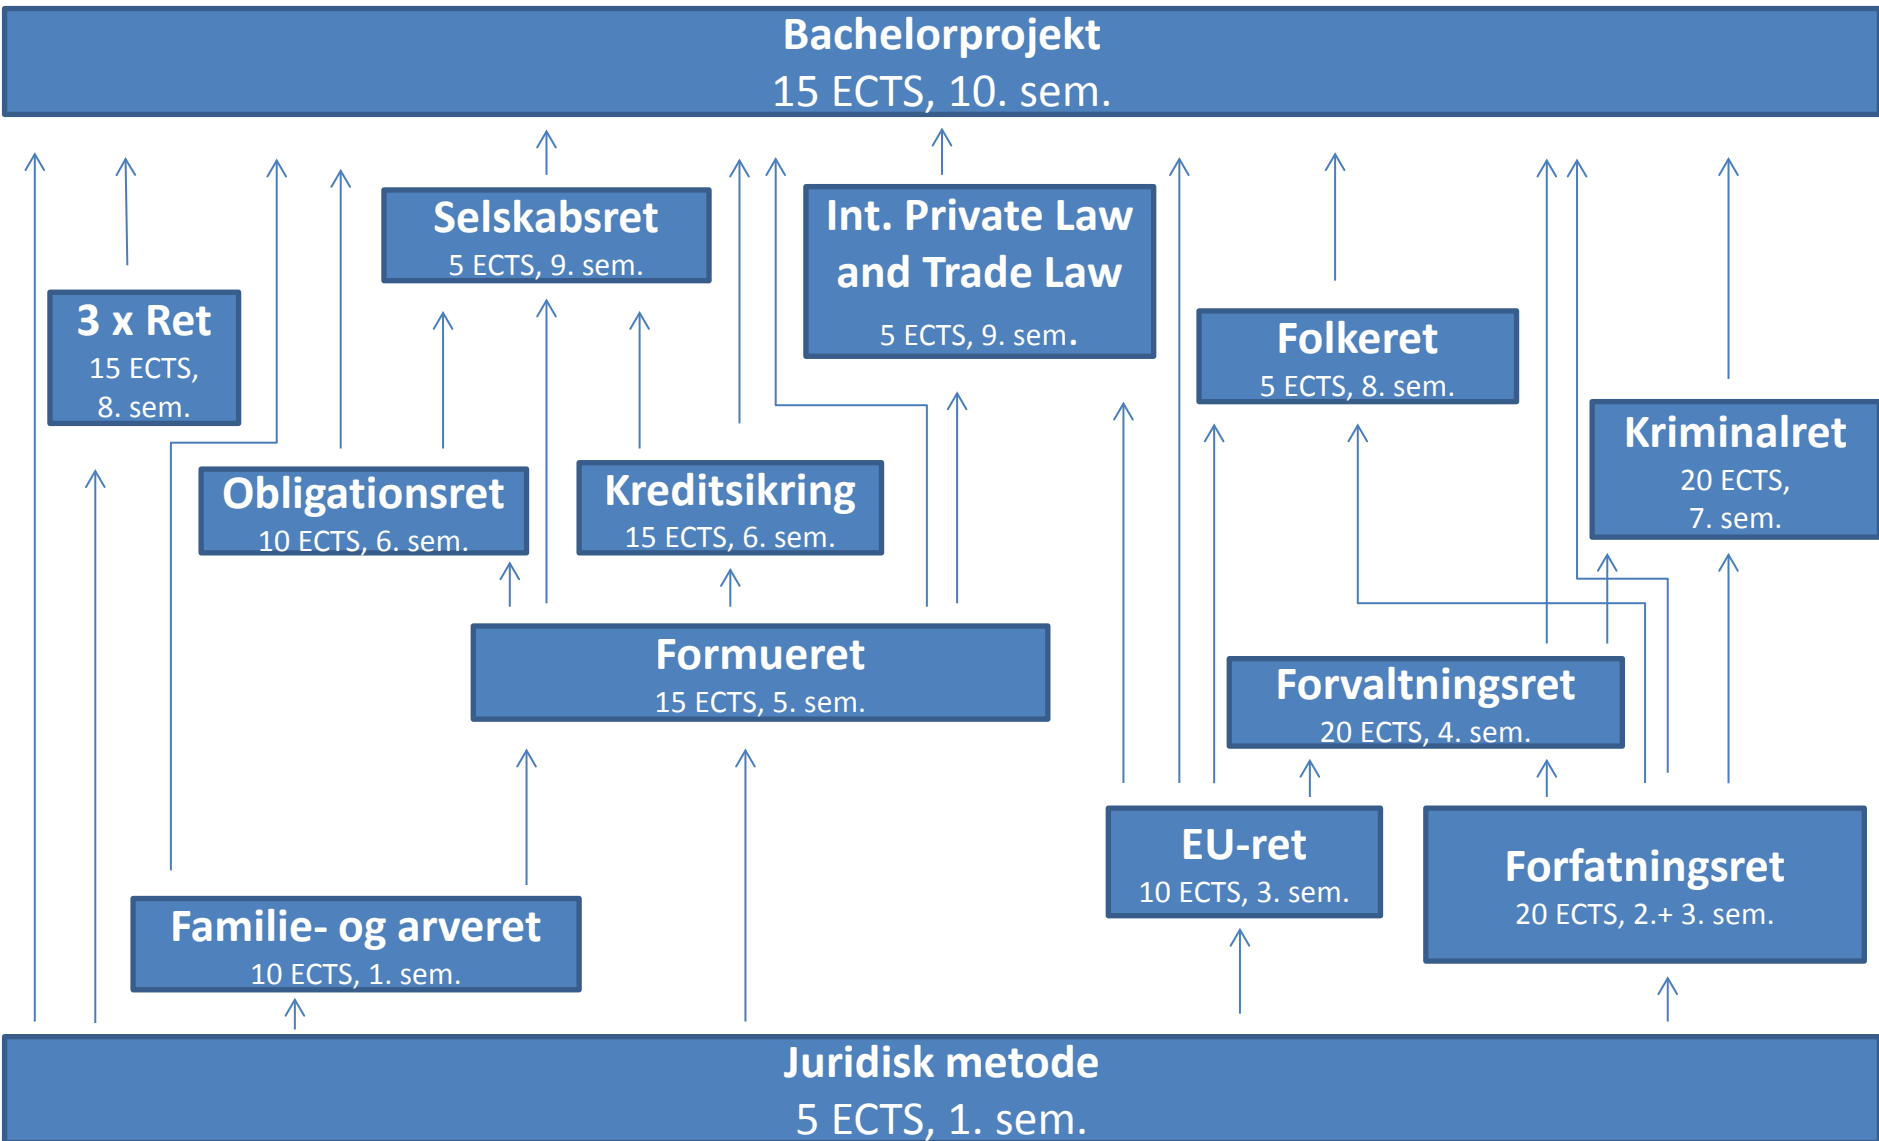 Bachelorprojekt
15 ECTS, 10. sem.
Selskabsret
5 ECTS, 9. sem.
Int. Private Law
and Trade Law
5 ECTS, 9. sem.
3 x Ret
15 ECTS,
8. sem.
Folkeret
5 ECTS, 8. sem.
Kriminalret
20 ECTS,
7. sem.
Obligationsret
10 ECTS, 6. sem.
Kreditsikring
15 ECTS, 6. sem.
Formueret
15 ECTS, 5. sem.
Forvaltningsret
20 ECTS, 4. sem.
EU-ret
10 ECTS, 3. sem.
Forfatningsret
20 ECTS, 2.+ 3. sem.
Familie- og arveret
10 ECTS, 1. sem.
Juridisk metode
5 ECTS, 1. sem.